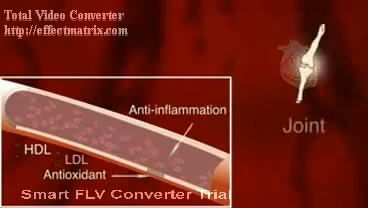 Total Video Converter
http://effectmatrix.com
Anti-inflammation
HDL
LDL
Antioxidant
Joint
Smart FLV Converter Trial